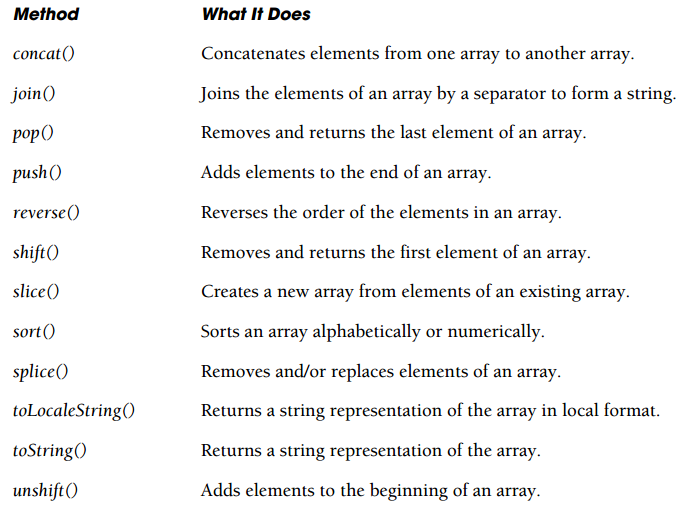 Method What It Does
concat() Concatenates elements from one array to another array.
join() Joins the elements of an array by a separator to form a string.
pop() Removes and returns the last element of an array.
push() Adds elements to the end of an array.
reverse() Reverses the order of the elements in an array.
shift() Removes and returns the first element of an array.
slice() Creates a new array from elements of an existing array.
sort() Sorts an array alphabetically or numerically.
splice() Removes and/or replaces elements of an array.
toLocaleString() Returns a string representation of the array in local format.
toString() Returns a string representation of the array.
unshift() Adds elements to the beginning of an array.